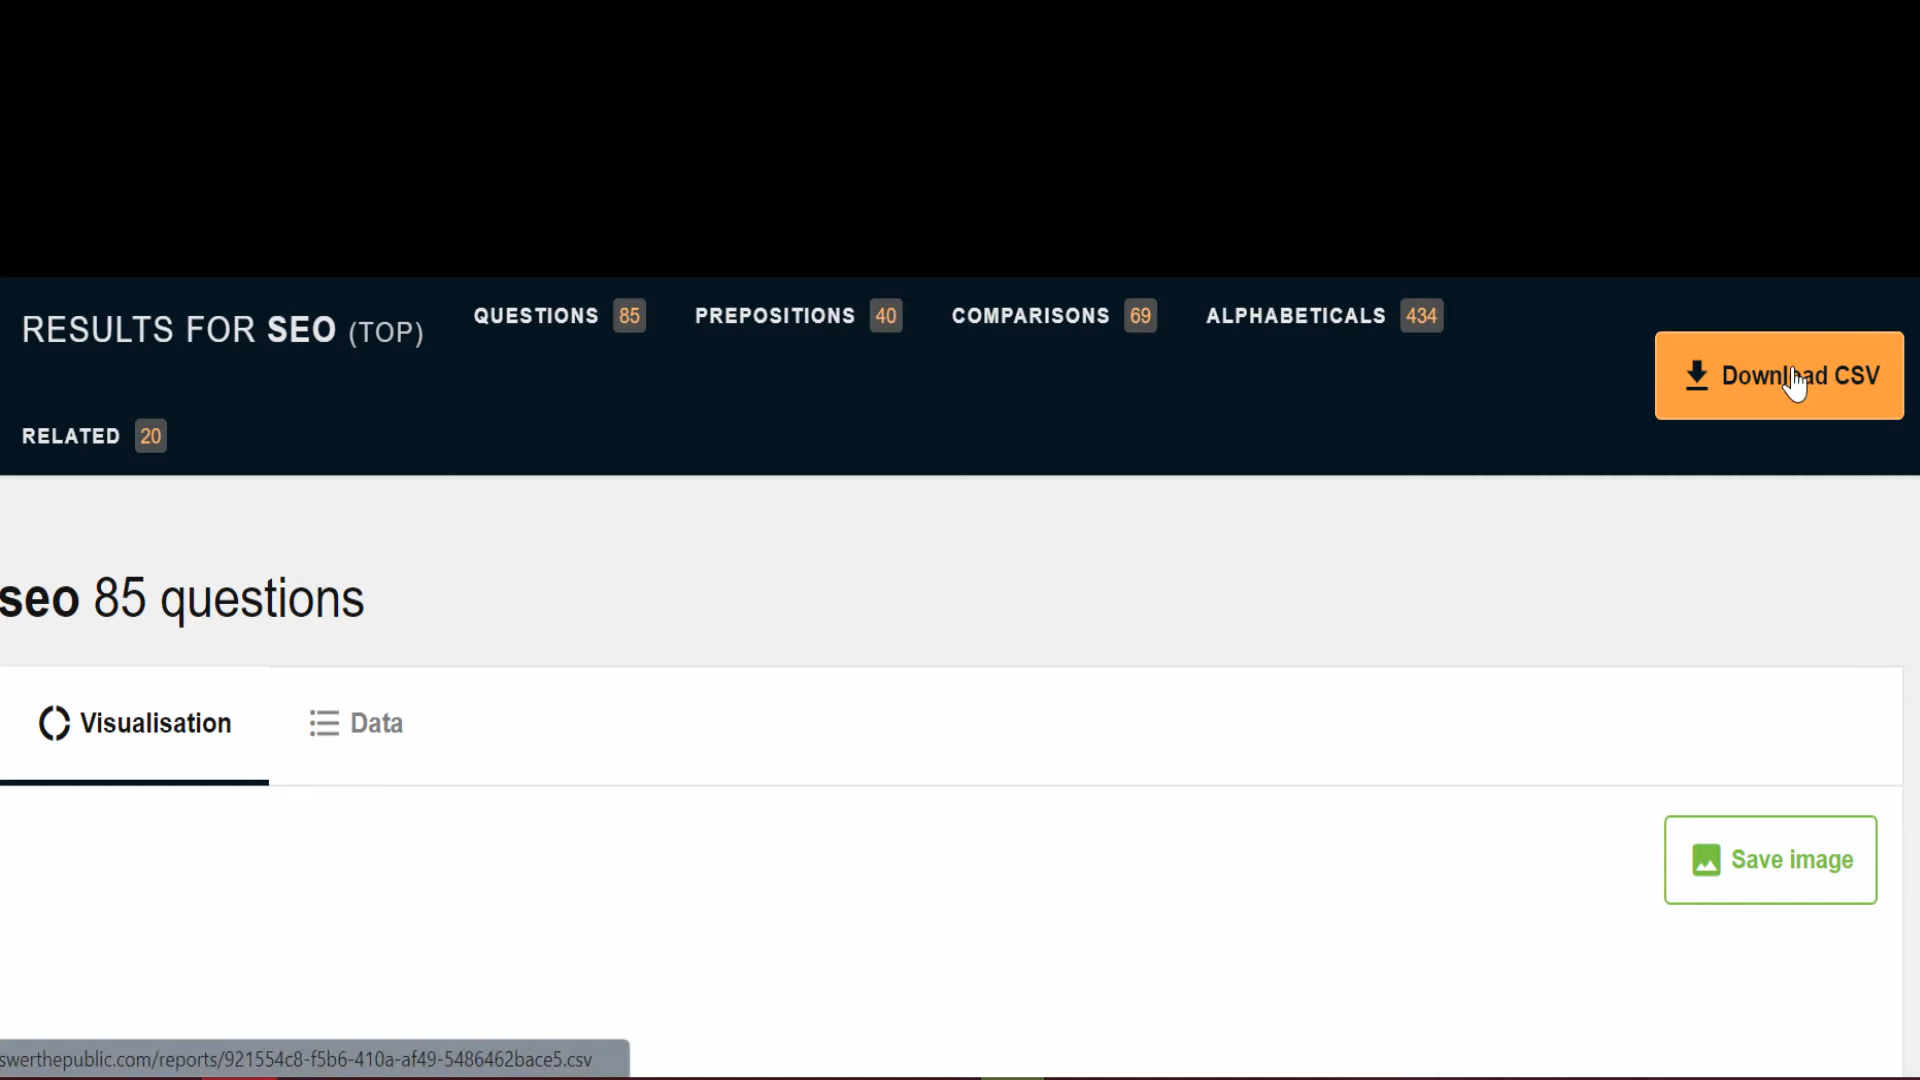 RESULTS FOR SEO (TOP)
QUESTIONS 85
PREPOSITIONS 40
COMPARISONS 69
ALPHABETICALS 434
Download CSV
RELATED 20
seo 85 questions
Visualisation
Data
Save image
swerthepublic.com/reports/921554c8-f5b6-410a-af49-5486462bace5.csv